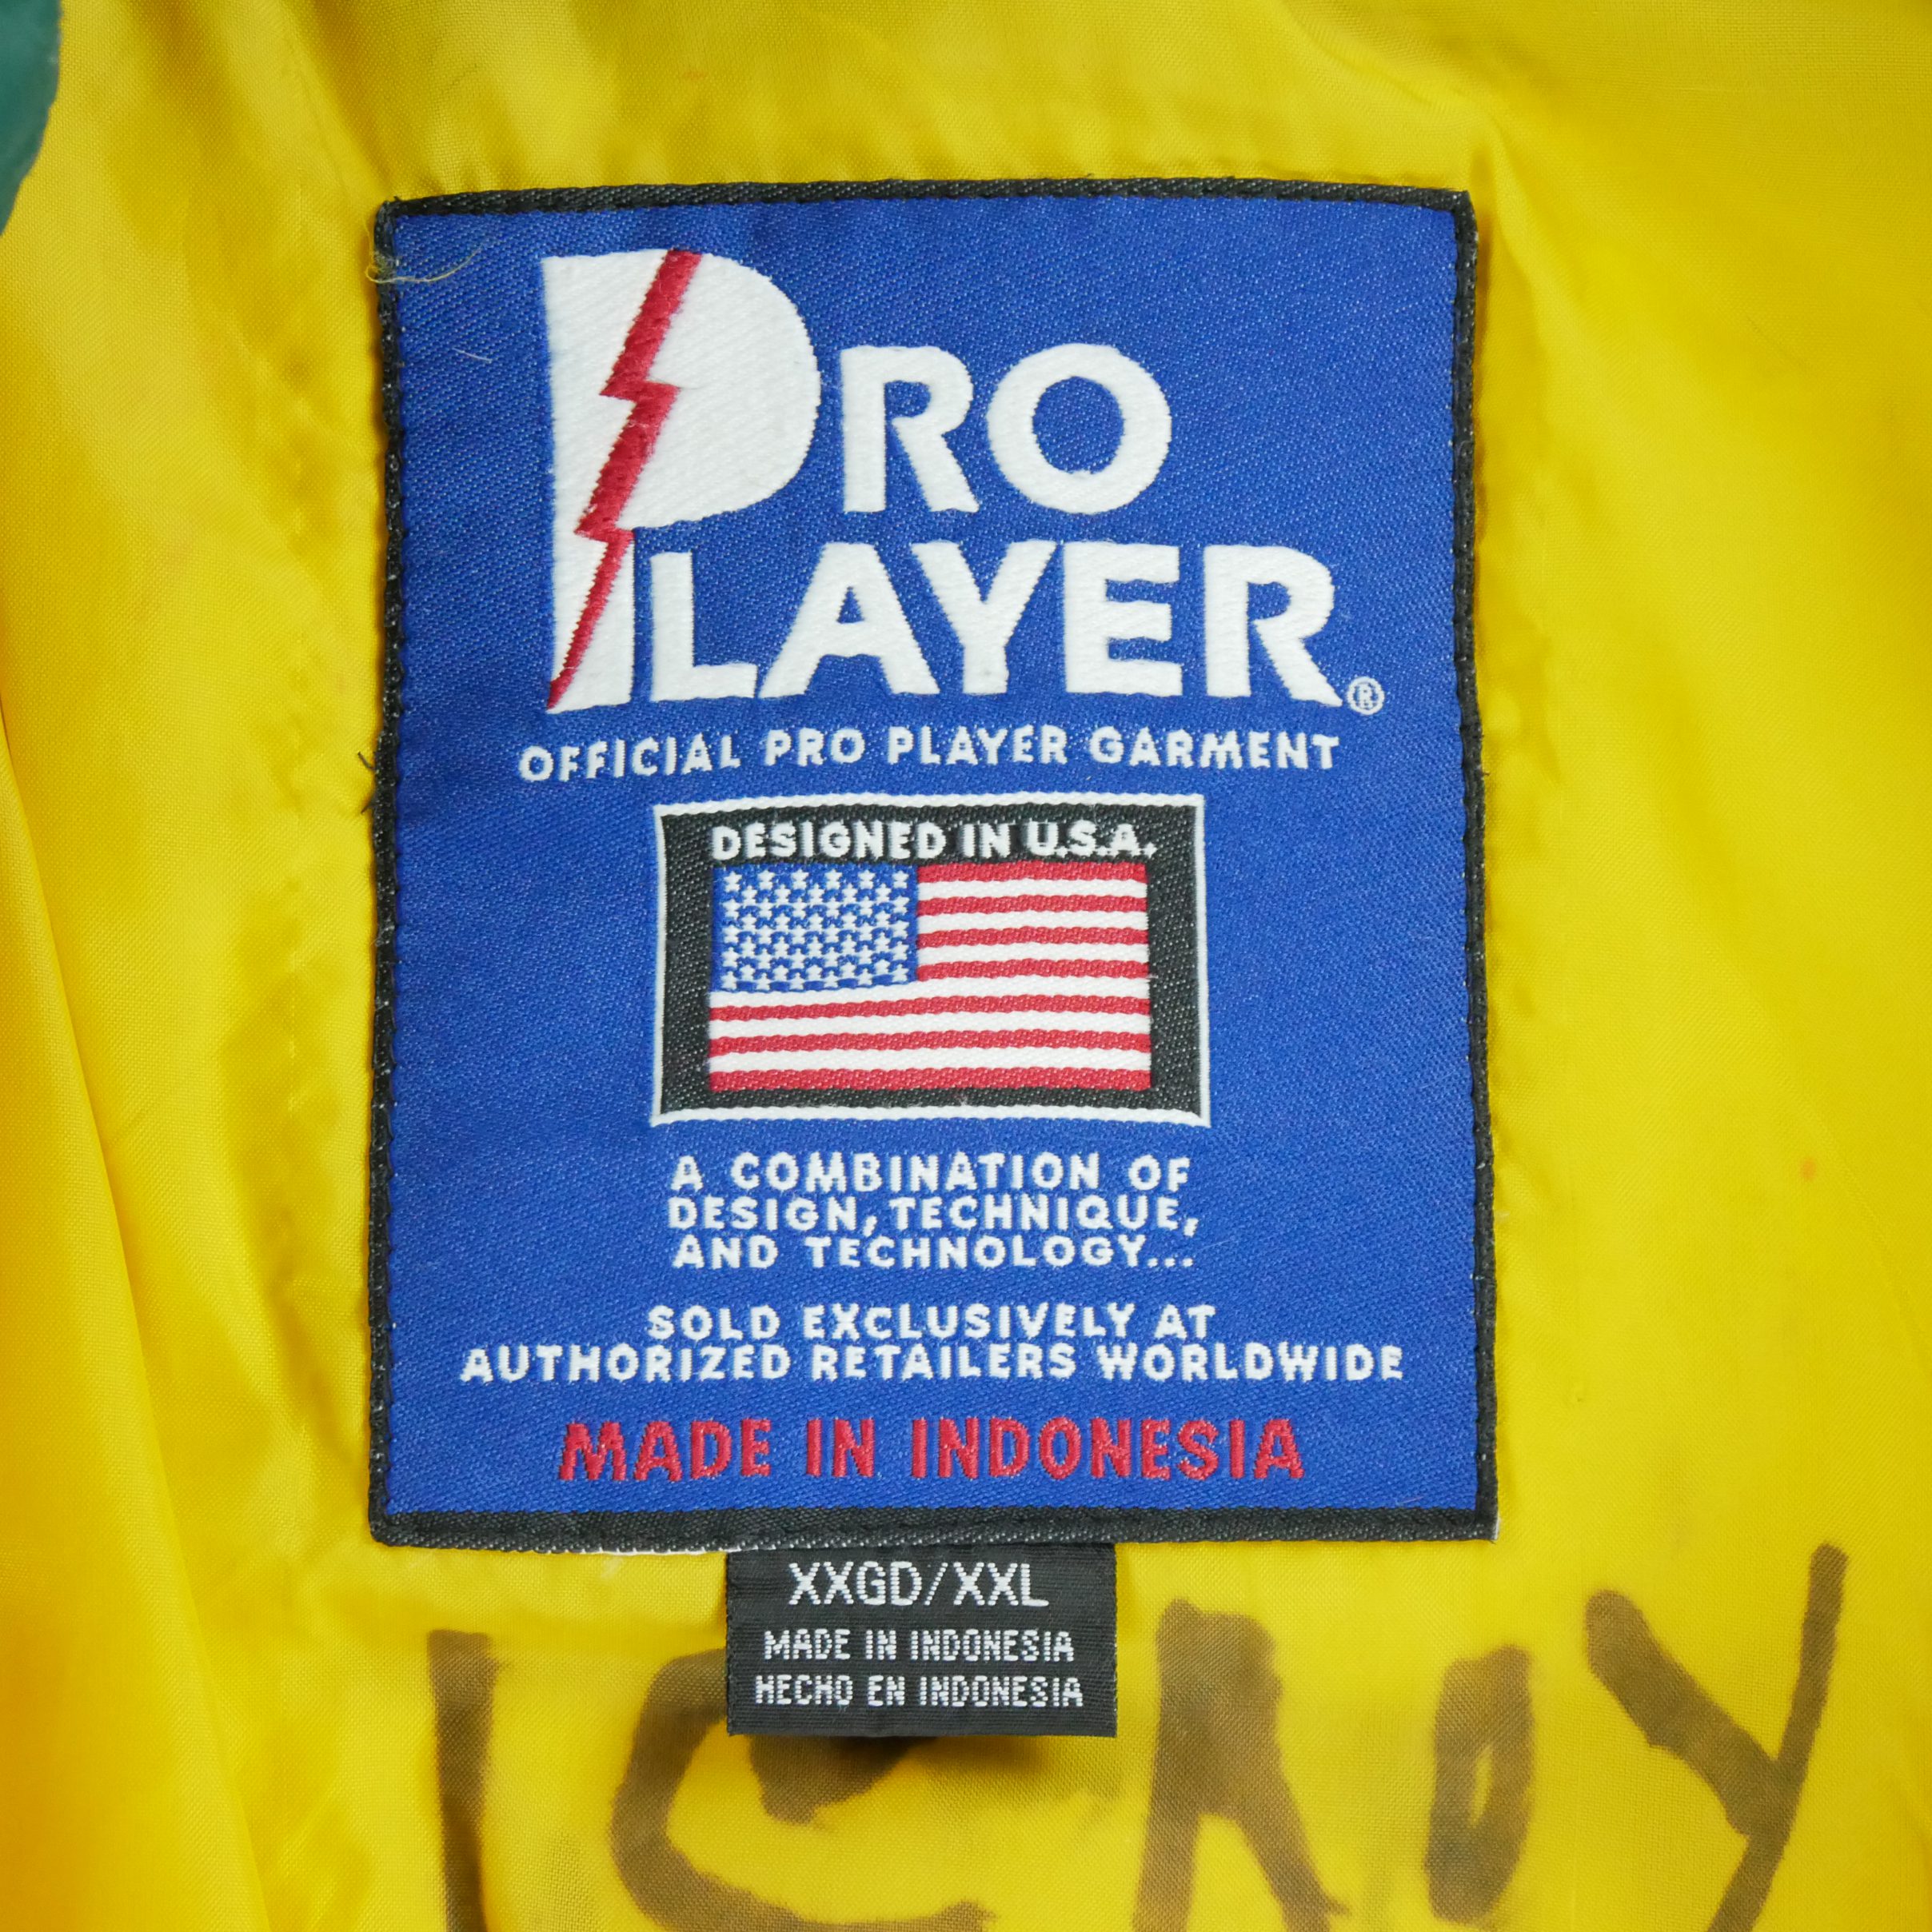 PRO
PLAYER®
OFFICIAL PRO PLAYER GARMENT
DESIGNED IN U.S.A.
A COMBINATION OF
DESIGN, TECHNIQUE,
AND TECHNOLOGY...
SOLD EXCLUSIVELY AT
AUTHORIZED RETAILERS WORLDWIDE
MADE IN INDONESIA
XXGD/XXL
MADE IN INDONESIA
HECHO EN INDONESIA